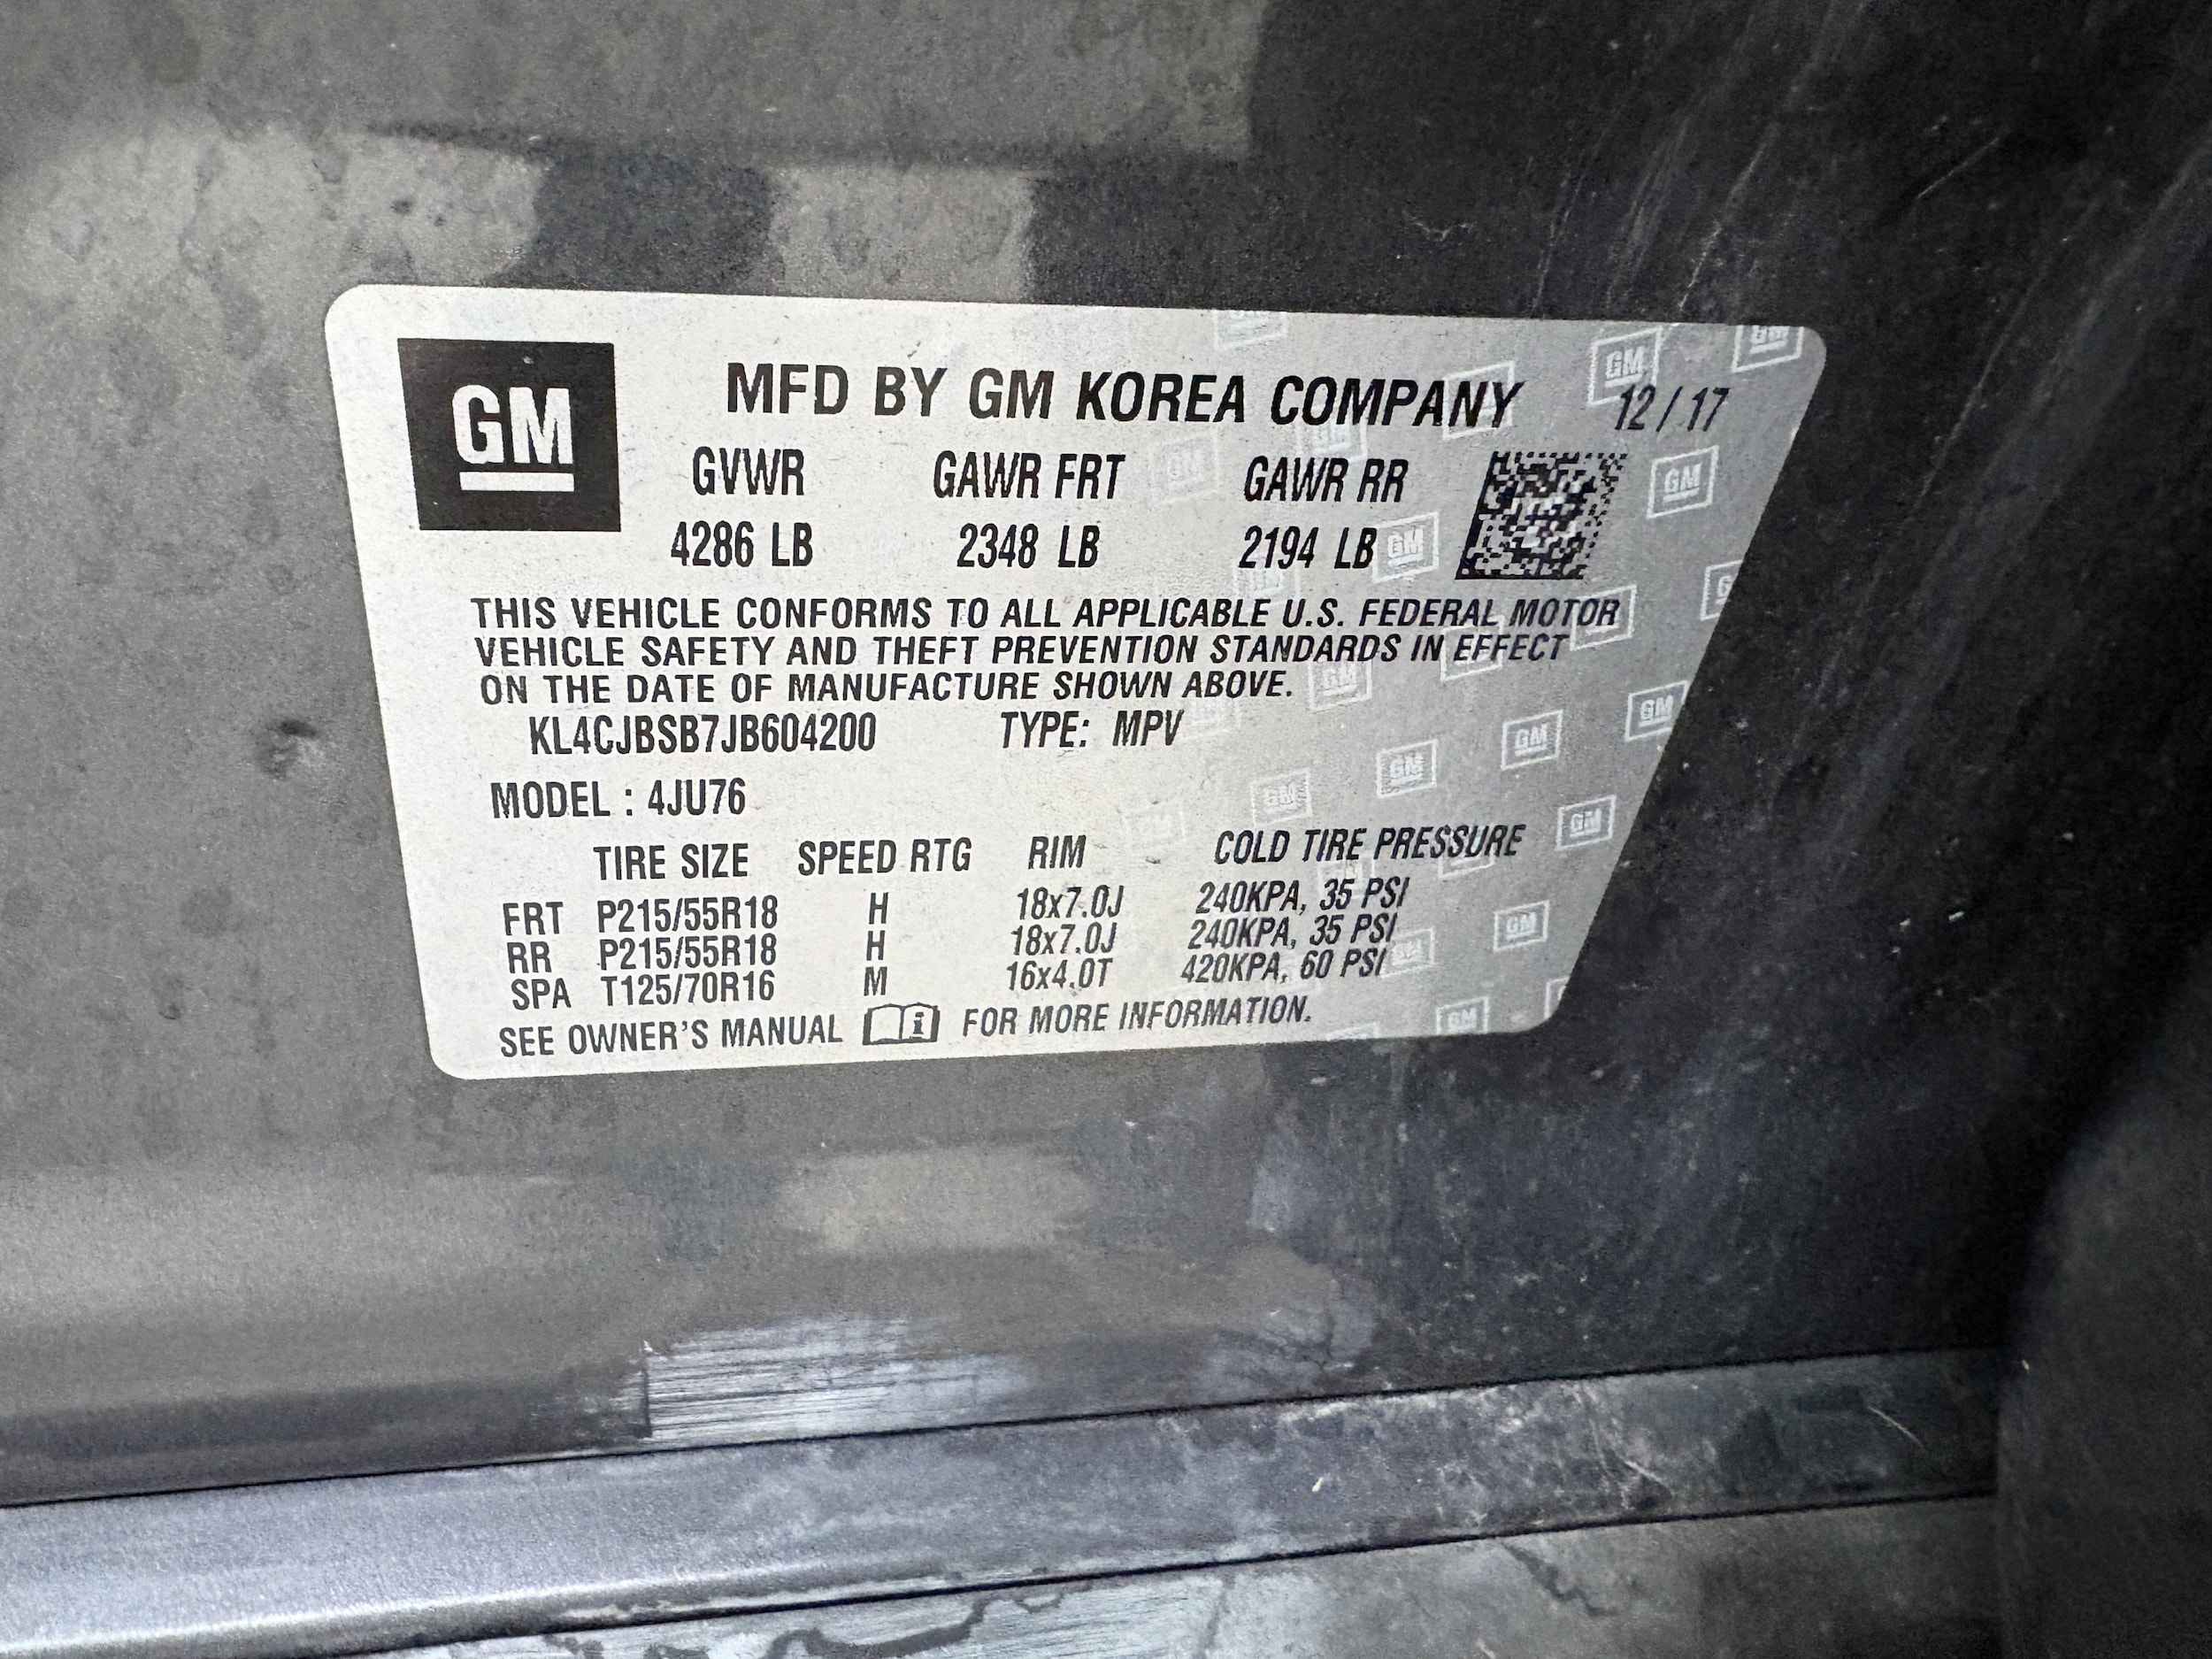 GM
MFD BY GM KOREA COMPANY 12/17
GVWR GAWR FRT GAWR RR
4286 LB 2348 LB 2194 LB
THIS VEHICLE CONFORMS TO ALL APPLICABLE U.S. FEDERAL MOTOR
VEHICLE SAFETY AND THEFT PREVENTION STANDARDS IN EFFECT
ON THE DATE OF MANUFACTURE SHOWN ABOVE.
KL4CJBSB7JB604200 TYPE: MPV
MODEL : 4JU76
TIRE SIZE SPEED RTG RIM COLD TIRE PRESSURE
FRT P215/55R18 H 18x7.0J 240KPA, 35 PSI
RR P215/55R18 H 18x7.0J 240KPA, 35 PSI
SPA T125/70R16 M 16x4.0T 420KPA, 60 PSI
SEE OWNER'S MANUAL FOR MORE INFORMATION.